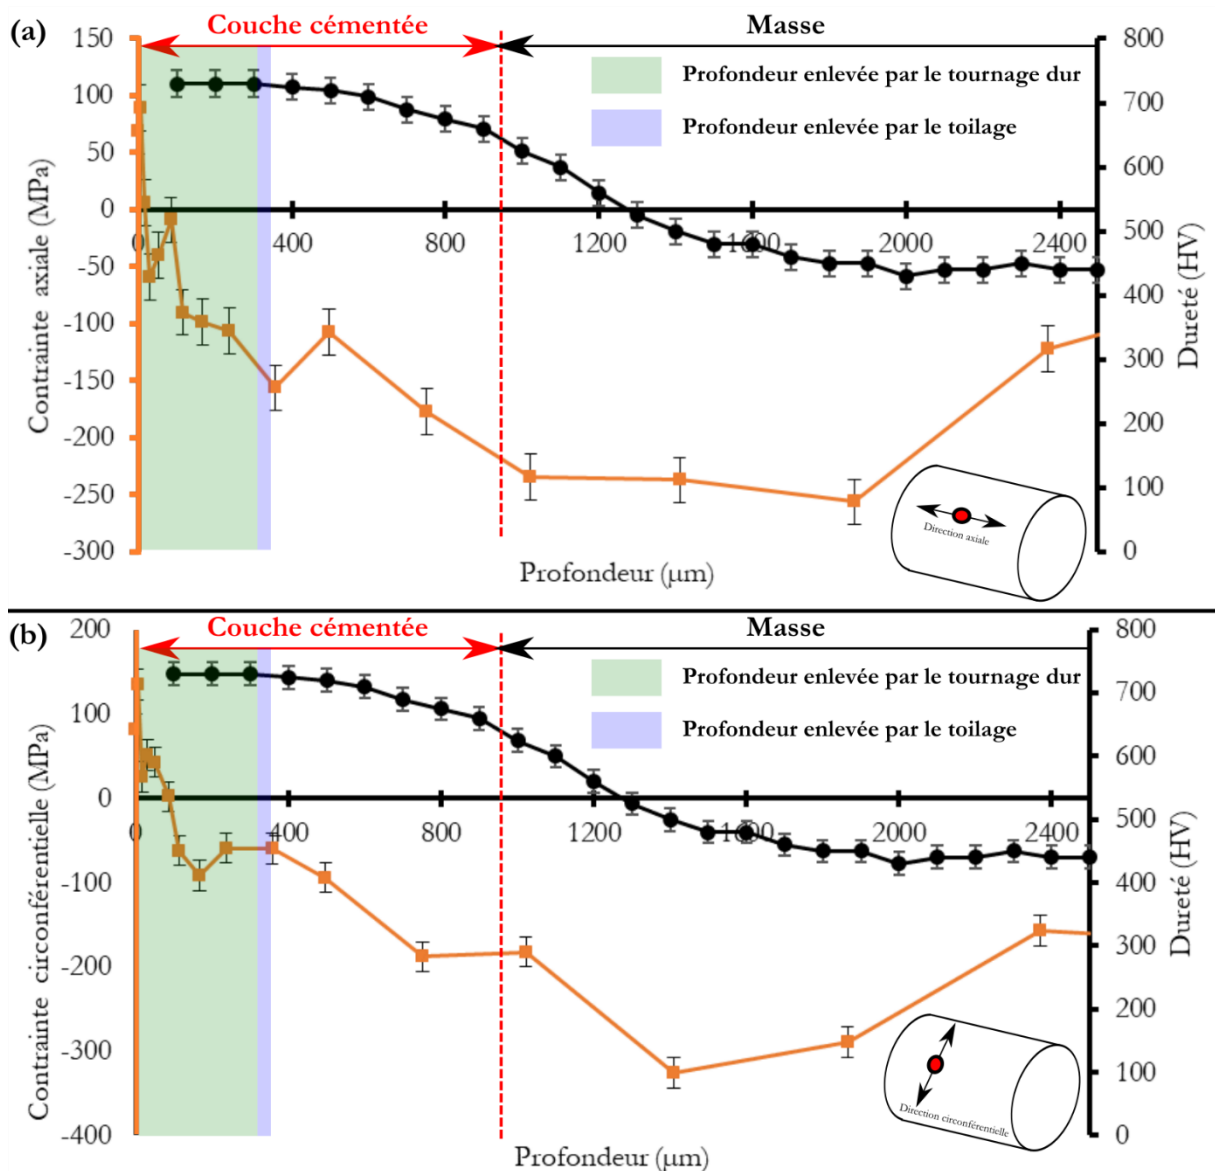 (a)
Couche cémentée
Masse
Profondeur enlevée par le tournage dur
Profondeur enlevée par le toilage
Contrainte axiale (MPa)
150
100
50
0
-50
-100
-150
-200
-250
-300
0 400 800 1200 1600 2000 2400
800
700
600
500
400
300
200
100
0
Dureté (HV)
Direction axiale
Profondeur (μm)
(b)
Couche cémentée
Masse
Profondeur enlevée par le tournage dur
Profondeur enlevée par le toilage
Contrainte circonférentielle (MPa)
200
100
0
-100
-200
-300
-400
0 400 800 1200 1600 2000 2400
800
700
600
500
400
300
200
100
0
Dureté (HV)
Direction circonférentielle
Profondeur (μm)